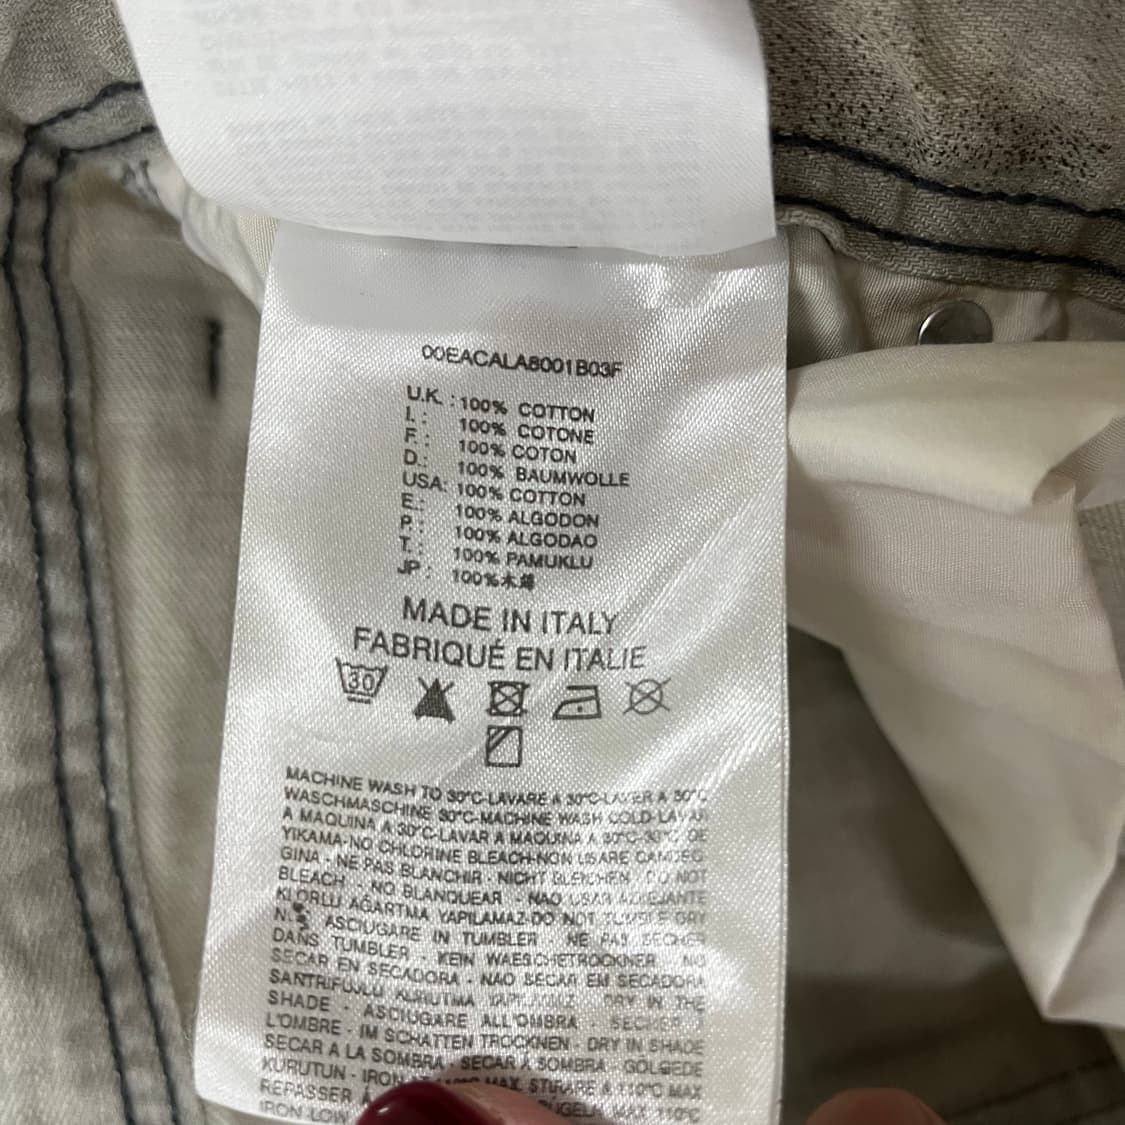 00EACALA8001B03F
U.K. : 100% COTTON
I. : 100% COTONE
F. : 100% COTON
D.: 100% BAUMWOLLE
USA: 100% COTTON
E.: 100% ALGODON
P.: 100% ALGODAO
T.: 100% PAMUKLU
JP : 100%木綿
MADE IN ITALY
FABRIQUÉ EN ITALIE
30
MACHINE WASH TO 30°C-LAVARE A 30°C-LAVER A 30°C
WASCHMASCHINE 30°C-MACHINE WASH COLD-LAVAR
A MAQUINA A 30°C-LAVAR A MAQUINA A 30°C-30°C DE
YIKAMA-NO CHLORINE BLEACH-NON USARE CANDEG
GINA - NE PAS BLANCHIR - NICHT BLEICHEN - DO NOT
BLEACH - NO BLANQUEAR - NAO USAR ALVEJANTE
KLORLU AĞARTMA YAPILAMAZ-DO NOT TUMBLE DRY
ASCIUGARE IN TUMBLER - NE PAS SECHER
DANS TUMBLER - KEIN WAESCHETROCKNER NO
SECAR EN SECADORA - NAO SECAR EM SECADORA
SANTRIFUJLU KURUTMA YAPILAMAZ DRY IN THE
SHADE - ASCIUGARE ALL'OMBRA - SECHER
L'OMBRE - IM SCHATTEN TROCKNEN - DRY IN SHADE
SECAR A LA SOMBRA - SECAR A SOMBRA - GÖLGEDE
KURUTUN - IRON 110°C MAX STIRARE A 110°C MAX
REPASSER À BÜGELN MAX 110°C
IRON LOW